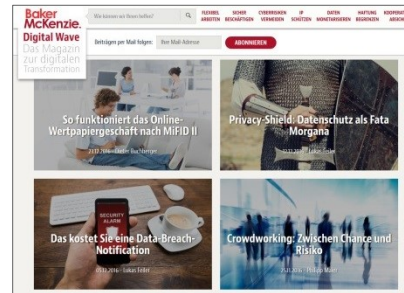 Baker
McKenzie.
Digital Wave
Das Magazin
zur digitalen
Transformation
Wie können wir Ihnen helfen?
FLEXIBEL
ARBEITEN
SICHER
BESCHÄFTIGEN
CYBERRISIKEN
VERMEIDEN
IP
SCHÜTZEN
DATEN
MONETARISIEREN
HAFTUNG
BEGRENZEN
Beiträgen per Mail folgen:
Ihre Mail-Adresse
ABONNIEREN
So funktioniert das Online-
Wertpapiergeschäft nach MiFID II
Privacy-Shield: Datenschutz als Fata
Morgana
SECURITY
ALARM
Das kostet Sie eine Data-Breach-
Notification
Crowdworking: Zwischen Chance und
Risiko